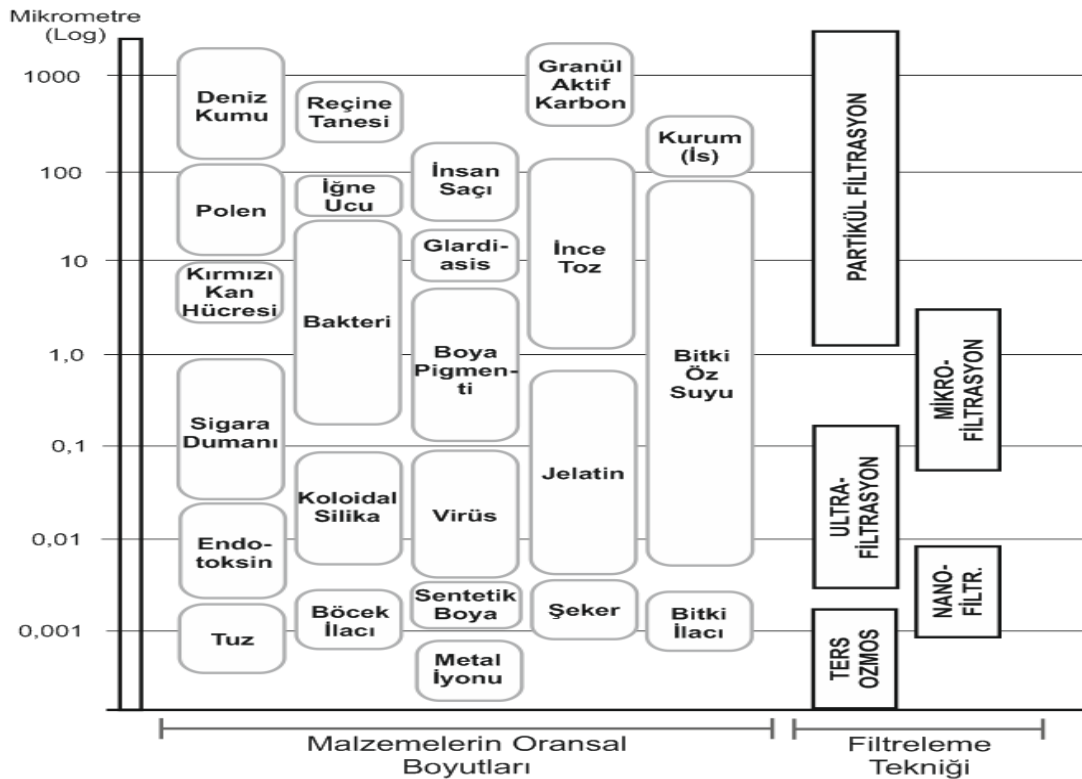 Mikrometre
(Log)
1000
100
10
1,0
0,1
0,01
0,001
Deniz
Kumu
Polen
Kırmızı
Kan
Hücresi
Sigara
Dumanı
Endo-
toksin
Tuz
Reçine
Tanesi
İğne
Ucu
Bakteri
Koloidal
Silika
Böcek
İlacı
İnsan
Saçı
Glardi-
asis
Boya
Pigmen-
ti
Virüs
Sentetik
Boya
Metal
İyonu
Granül
Aktif
Karbon
İnce
Toz
Jelatin
Şeker
Kurum
(İs)
Bitki
Öz
Suyu
Bitki
İlacı
PARTİKÜL FİLTRASYON
ULTRA-
FİLTRASYON
TERS
OZMOS
MİKRO-
FİLTRASYON
NANO-
FİLTR.
Malzemelerin Oransal
Boyutları
Filtreleme
Tekniği